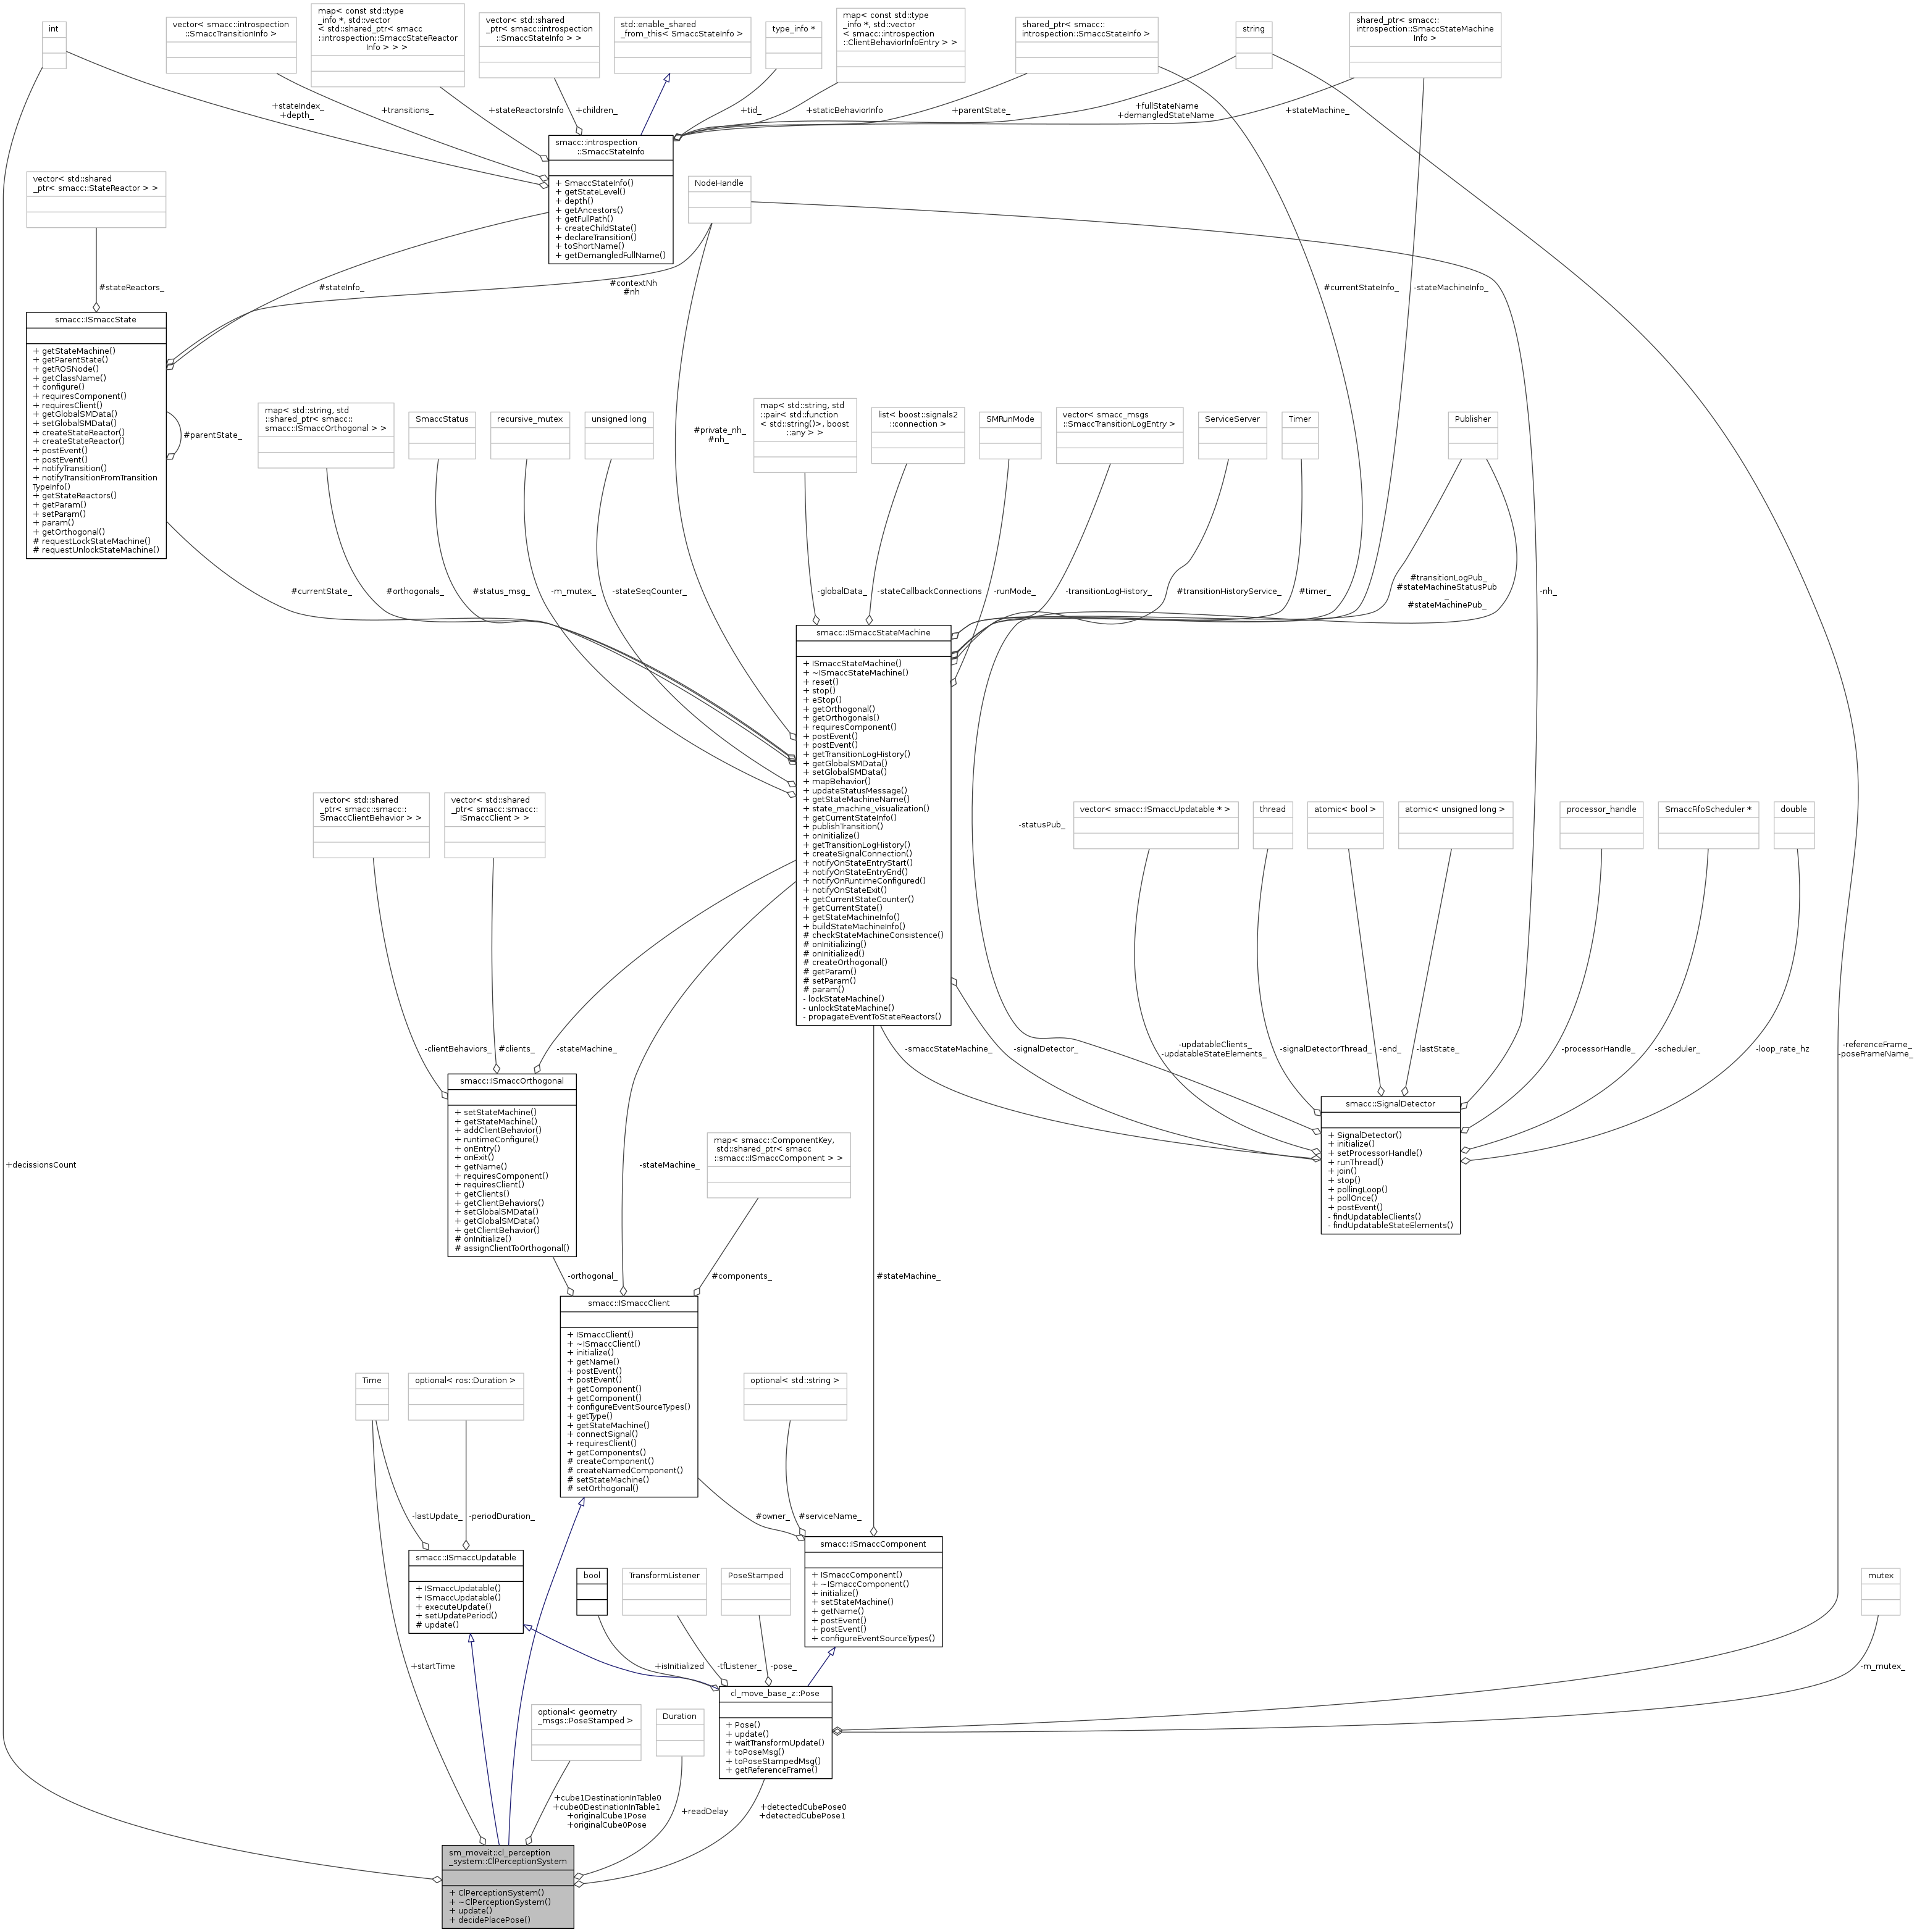 int
vector< smacc::introspection
::SmaccTransitionInfo >
map< const std::type
_info *, std::vector
< std::shared_ptr< smacc
::introspection::SmaccStateReactor
Info > > >
vector< std::shared
_ptr< smacc::introspection
::SmaccStateInfo > >
std::enable_shared
_from_this< SmaccStateInfo >
type_info *
map< const std::type
_info *, std::vector
< smacc::introspection
::ClientBehaviorInfoEntry > >
shared_ptr< smacc::
introspection::SmaccStateInfo >
string
shared_ptr< smacc::
introspection::SmaccStateMachine
Info >
+stateIndex_
+depth_
+transitions_
+stateReactorsInfo
+children_
+tid_
+staticBehaviorInfo
+parentState_
+fullStateName
+demangledStateName
+stateMachine_
smacc::introspection
::SmaccStateInfo
+ SmaccStateInfo()
+ getStateLevel()
+ depth()
+ getAncestors()
+ getFullPath()
+ createChildState()
+ declareTransition()
+ toShortName()
+ getDemangledFullName()
vector< std::shared
_ptr< smacc::StateReactor > >
NodeHandle
#stateReactors_
#stateInfo_
#contextNh
#nh
#currentStateInfo_
-stateMachineInfo_
smacc::ISmaccState
+ getStateMachine()
+ getParentState()
+ getROSNode()
+ getClassName()
+ configure()
+ requiresComponent()
+ requiresClient()
+ getGlobalSMData()
+ setGlobalSMData()
+ createStateReactor()
+ createStateReactor()
+ postEvent()
+ postEvent()
+ notifyTransition()
+ notifyTransitionFromTransition
TypeInfo()
+ getStateReactors()
+ getParam()
+ setParam()
+ param()
+ getOrthogonal()
# requestLockStateMachine()
# requestUnlockStateMachine()
#parentState_
map< std::string, std
::shared_ptr< smacc::
smacc::ISmaccOrthogonal > >
SmaccStatus
recursive_mutex
unsigned long
#private_nh_
#nh_
map< std::string, std
::pair< std::function
< std::string()>, boost
::any > >
list< boost::signals2
::connection >
SMRunMode
vector< smacc_msgs
::SmaccTransitionLogEntry >
ServiceServer
Timer
Publisher
#currentState_
#orthogonals_
#status_msg_
-m_mutex_
-stateSeqCounter_
-globalData_
-stateCallbackConnections
-runMode_
-transitionLogHistory_
#transitionHistoryService_
#timer_
#transitionLogPub_
#stateMachineStatusPub
_
#stateMachinePub_
-nh_
smacc::ISmaccStateMachine
+ ISmaccStateMachine()
+ ~ISmaccStateMachine()
+ reset()
+ stop()
+ eStop()
+ getOrthogonal()
+ getOrthogonals()
+ requiresComponent()
+ postEvent()
+ postEvent()
+ getTransitionLogHistory()
+ getGlobalSMData()
+ setGlobalSMData()
+ mapBehavior()
+ updateStatusMessage()
+ getStateMachineName()
+ state_machine_visualization()
+ getCurrentStateInfo()
+ publishTransition()
+ onInitialize()
+ getTransitionLogHistory()
+ createSignalConnection()
+ notifyOnStateEntryStart()
+ notifyOnStateEntryEnd()
+ notifyOnRuntimeConfigured()
+ notifyOnStateExit()
+ getCurrentStateCounter()
+ getCurrentState()
+ getStateMachineInfo()
+ buildStateMachineInfo()
# checkStateMachineConsistence()
# onInitializing()
# onInitialized()
# createOrthogonal()
# getParam()
# setParam()
# param()
- lockStateMachine()
- unlockStateMachine()
- propagateEventToStateReactors()
vector< std::shared
_ptr< smacc::smacc::
SmaccClientBehavior > >
vector< std::shared
_ptr< smacc::smacc::
ISmaccClient > >
-statusPub_
vector< smacc::ISmaccUpdatable * >
thread
atomic< bool >
atomic< unsigned long >
processor_handle
SmaccFifoScheduler *
double
-clientBehaviors_
#clients_
-stateMachine_
-smaccStateMachine_
-signalDetector_
-updatableClients_
-updatableStateElements_
-signalDetectorThread_
-end_
-lastState_
-processorHandle_
-scheduler_
-loop_rate_hz
-referenceFrame_
-poseFrameName_
smacc::ISmaccOrthogonal
+ setStateMachine()
+ getStateMachine()
+ addClientBehavior()
+ runtimeConfigure()
+ onEntry()
+ onExit()
+ getName()
+ requiresComponent()
+ requiresClient()
+ getClients()
+ getClientBehaviors()
+ setGlobalSMData()
+ getGlobalSMData()
+ getClientBehavior()
# onInitialize()
# assignClientToOrthogonal()
smacc::SignalDetector
+ SignalDetector()
+ initialize()
+ setProcessorHandle()
+ runThread()
+ join()
+ stop()
+ pollingLoop()
+ pollOnce()
+ postEvent()
- findUpdatableClients()
- findUpdatableStateElements()
+decissionsCount
-stateMachine_
map< smacc::ComponentKey,
std::shared_ptr< smacc
::smacc::ISmaccComponent > >
-orthogonal_
#components_
#stateMachine_
smacc::ISmaccClient
+ ISmaccClient()
+ ~ISmaccClient()
+ initialize()
+ getName()
+ postEvent()
+ postEvent()
+ getComponent()
+ getComponent()
+ configureEventSourceTypes()
+ getType()
+ getStateMachine()
+ connectSignal()
+ requiresClient()
+ getComponents()
# createComponent()
# createNamedComponent()
# setStateMachine()
# setOrthogonal()
Time
optional< ros::Duration >
optional< std::string >
-lastUpdate_
-periodDuration_
#owner_
#serviceName_
smacc::ISmaccUpdatable
+ ISmaccUpdatable()
+ ISmaccUpdatable()
+ executeUpdate()
+ setUpdatePeriod()
# update()
bool
TransformListener
PoseStamped
smacc::ISmaccComponent
+ ISmaccComponent()
+ ~ISmaccComponent()
+ initialize()
+ setStateMachine()
+ getName()
+ postEvent()
+ postEvent()
+ configureEventSourceTypes()
mutex
+startTime
+isInitialized
-tfListener_
-pose_
-m_mutex_
optional< geometry
_msgs::PoseStamped >
Duration
cl_move_base_z::Pose
+ Pose()
+ update()
+ waitTransformUpdate()
+ toPoseMsg()
+ toPoseStampedMsg()
+ getReferenceFrame()
+cube1DestinationInTable0
+cube0DestinationInTable1
+originalCube1Pose
+originalCube0Pose
+readDelay
+detectedCubePose0
+detectedCubePose1
sm_moveit::cl_perception
_system::ClPerceptionSystem
+ ClPerceptionSystem()
+ ~ClPerceptionSystem()
+ update()
+ decidePlacePose()